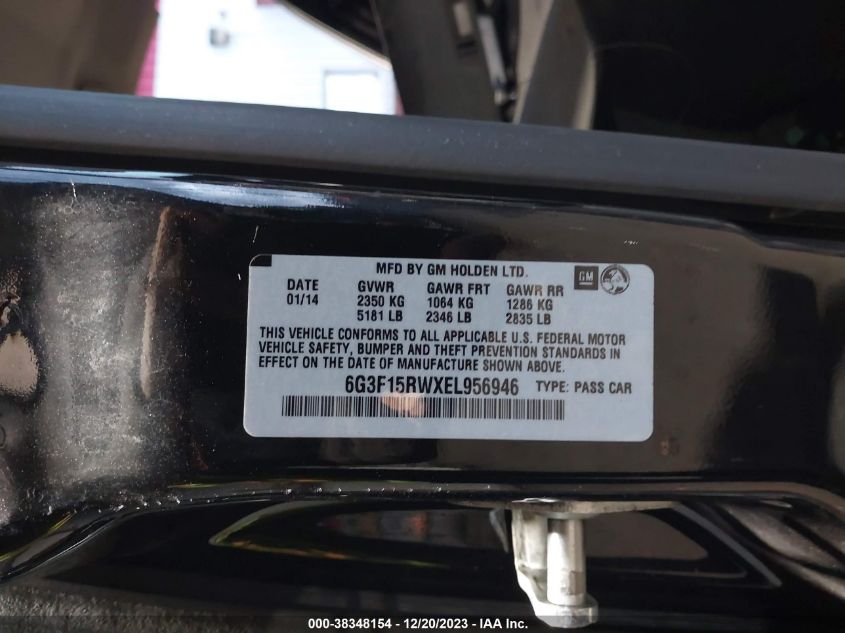 MFD BY GM HOLDEN LTD.
GM
DATE GVWR GAWR FRT GAWR RR
01/14 2350 KG 1064 KG 1286 KG
5181 LB 2346 LB 2835 LB
THIS VEHICLE CONFORMS TO ALL APPLICABLE U.S. FEDERAL MOTOR
VEHICLE SAFETY, BUMPER AND THEFT PREVENTION STANDARDS IN
EFFECT ON THE DATE OF MANUFACTURE SHOWN ABOVE.
6G3F15RWXEL956946 TYPE: PASS CAR
000-38348154 - 12/20/2023 - IAA Inc.